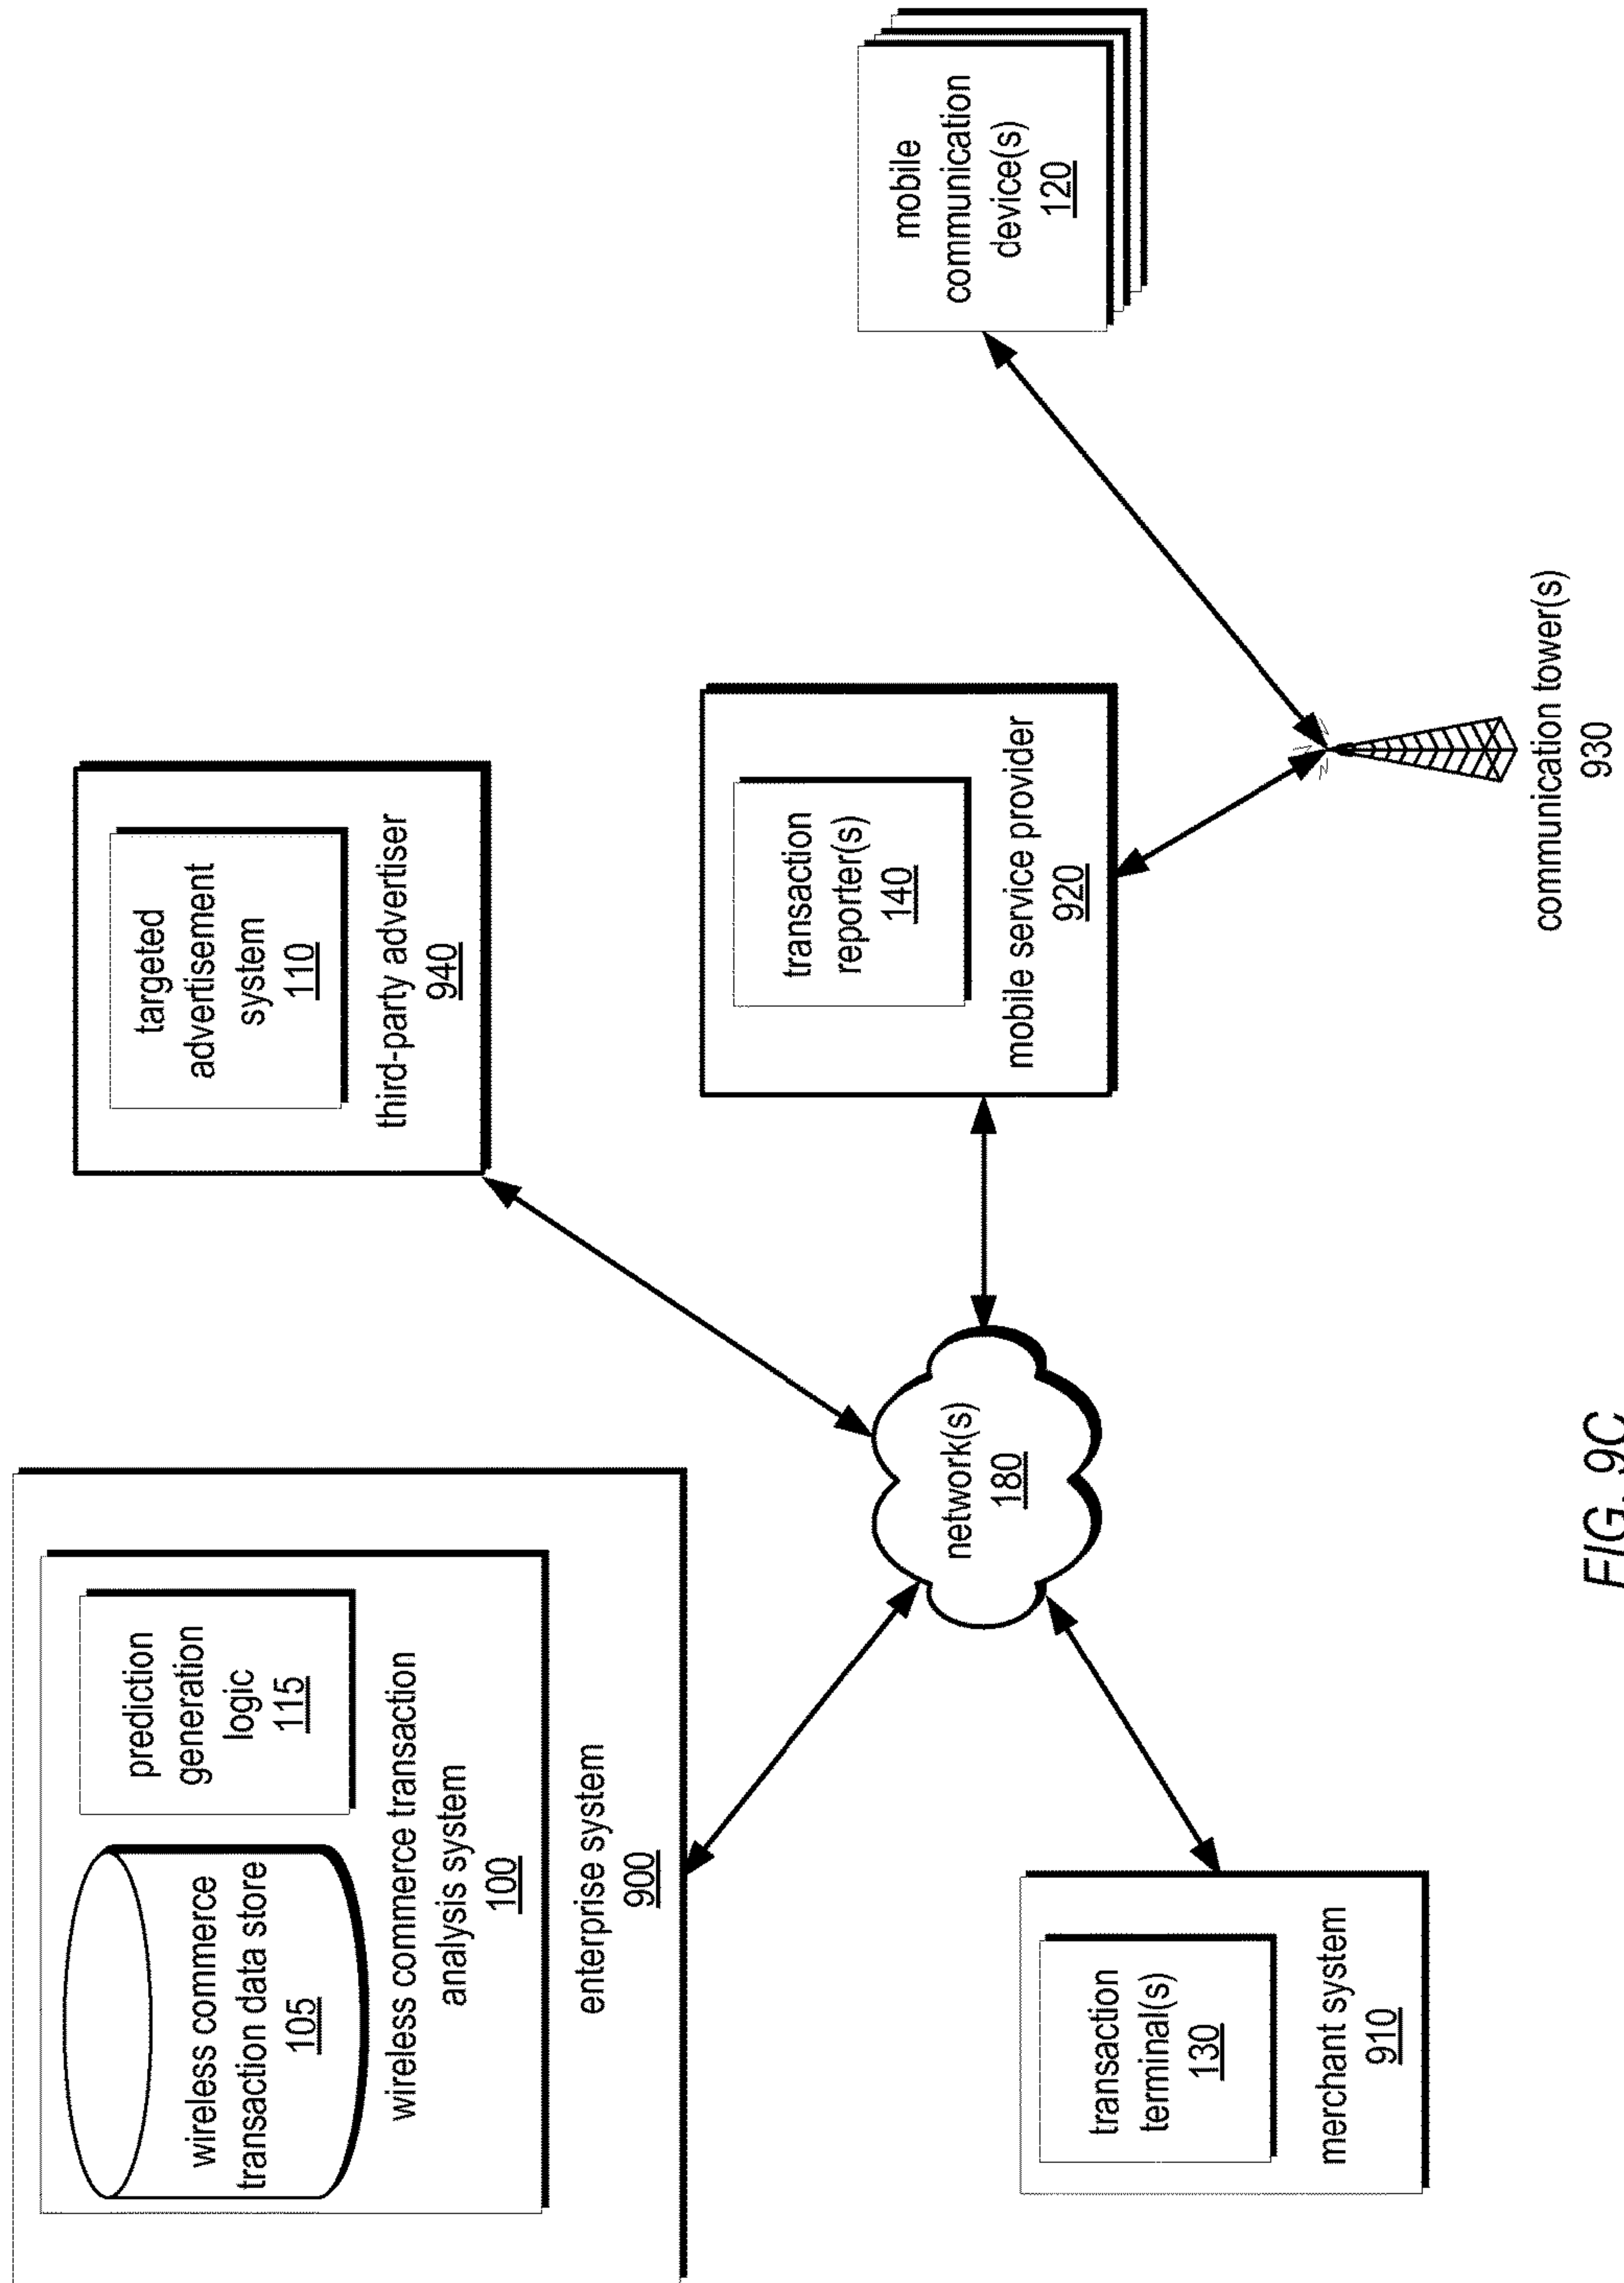 wireless commerce
transaction data store
105
prediction
generation
logic
115
wireless commerce transaction
analysis system
100
enterprise system
900
targeted
advertisement
system
110
third-party advertiser
940
transaction
terminal(s)
130
merchant system
910
network(s)
180
transaction
reporter(s)
140
mobile service provider
920
mobile
communication
device(s)
120
communication tower(s)
930
FIG. 9C